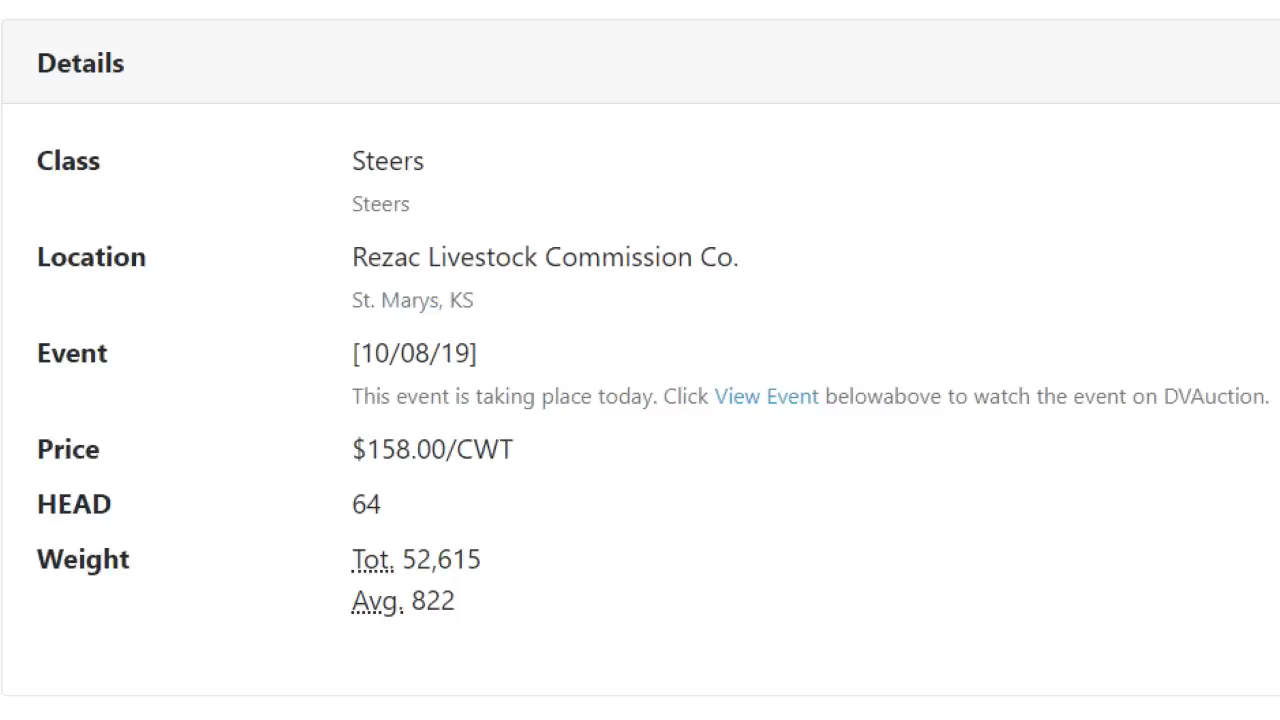 Details
Class Steers
Steers
Location Rezac Livestock Commission Co.
St. Marys, KS
Event [10/08/19]
This event is taking place today. Click View Event belowabove to watch the event on DVAuction.
Price $158.00/CWT
HEAD 64
Weight Tot. 52,615
Avg. 822